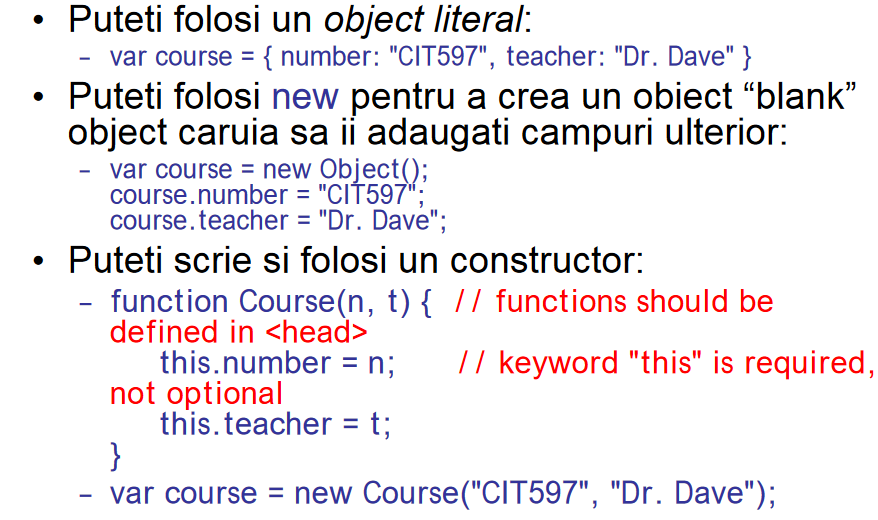 • Puteti folosi un object literal:
– var course = { number: "CIT597", teacher: "Dr. Dave" }
• Puteti folosi new pentru a crea un obiect “blank”
object caruia sa ii adaugati campuri ulterior:
– var course = new Object();
course.number = "CIT597";
course.teacher = "Dr. Dave";
• Puteti scrie si folosi un constructor:
– function Course(n, t) { // functions should be
defined in <head>
this.number = n; // keyword "this" is required,
not optional
this.teacher = t;
}
– var course = new Course("CIT597", "Dr. Dave");